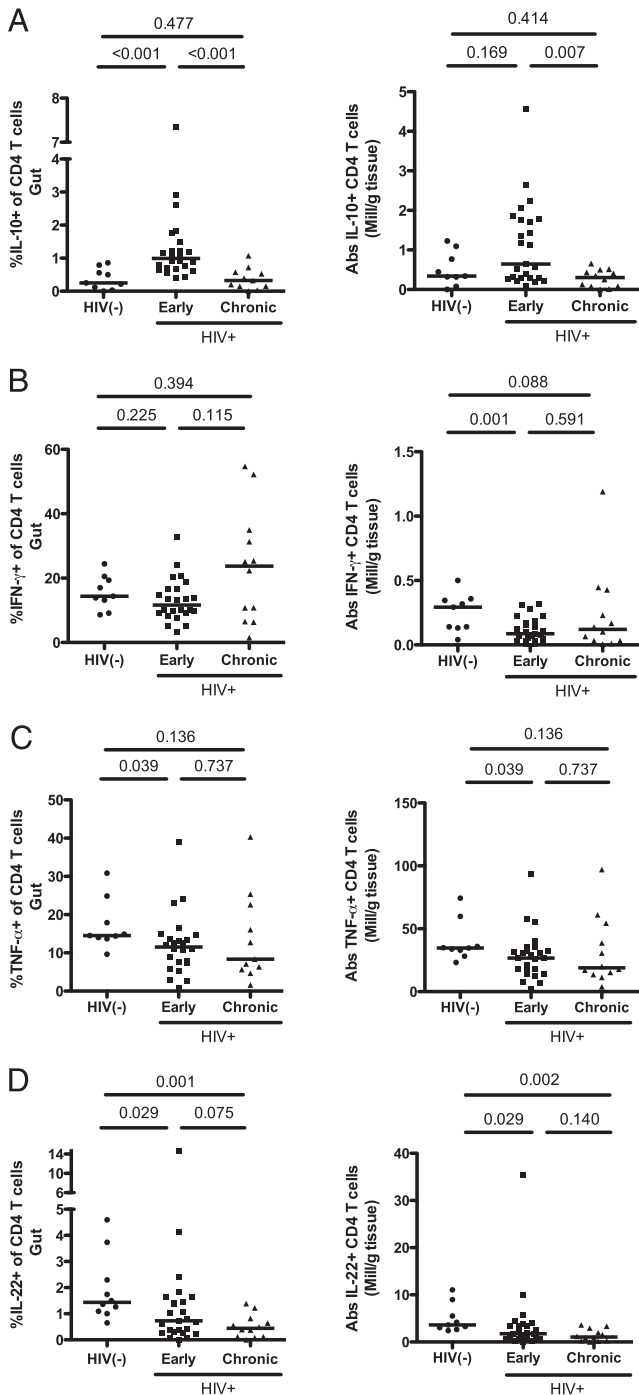 A
0.477
<0.001 <0.001
%IL-10+ of CD4 T cells
Gut
8
7
4
3
2
1
0
HIV(-) Early Chronic
HIV+
0.414
0.169 0.007
Abs IL-10+ CD4 T cells
(Mill/g tissue)
5
4
3
2
1
0
HIV(-) Early Chronic
HIV+
B
0.394
0.225 0.115
%IFN-γ+ of CD4 T cells
Gut
60
40
20
0
HIV(-) Early Chronic
HIV+
0.088
0.001 0.591
Abs IFN-γ+ CD4 T cells
(Mill/g tissue)
1.5
1.0
0.5
0.0
HIV(-) Early Chronic
HIV+
C
0.136
0.039 0.737
%TNF-α+ of CD4 T cells
Gut
50
40
30
20
10
0
HIV(-) Early Chronic
HIV+
0.136
0.039 0.737
Abs TNF-α+ CD4 T cells
(Mill/g tissue)
150
100
50
0
HIV(-) Early Chronic
HIV+
D
0.001
0.029 0.075
%IL-22+ of CD4 T cells
Gut
14
10
6
5
4
3
2
1
0
HIV(-) Early Chronic
HIV+
0.002
0.029 0.140
Abs IL-22+ CD4 T cells
(Mill/g tissue)
40
30
20
10
0
HIV(-) Early Chronic
HIV+